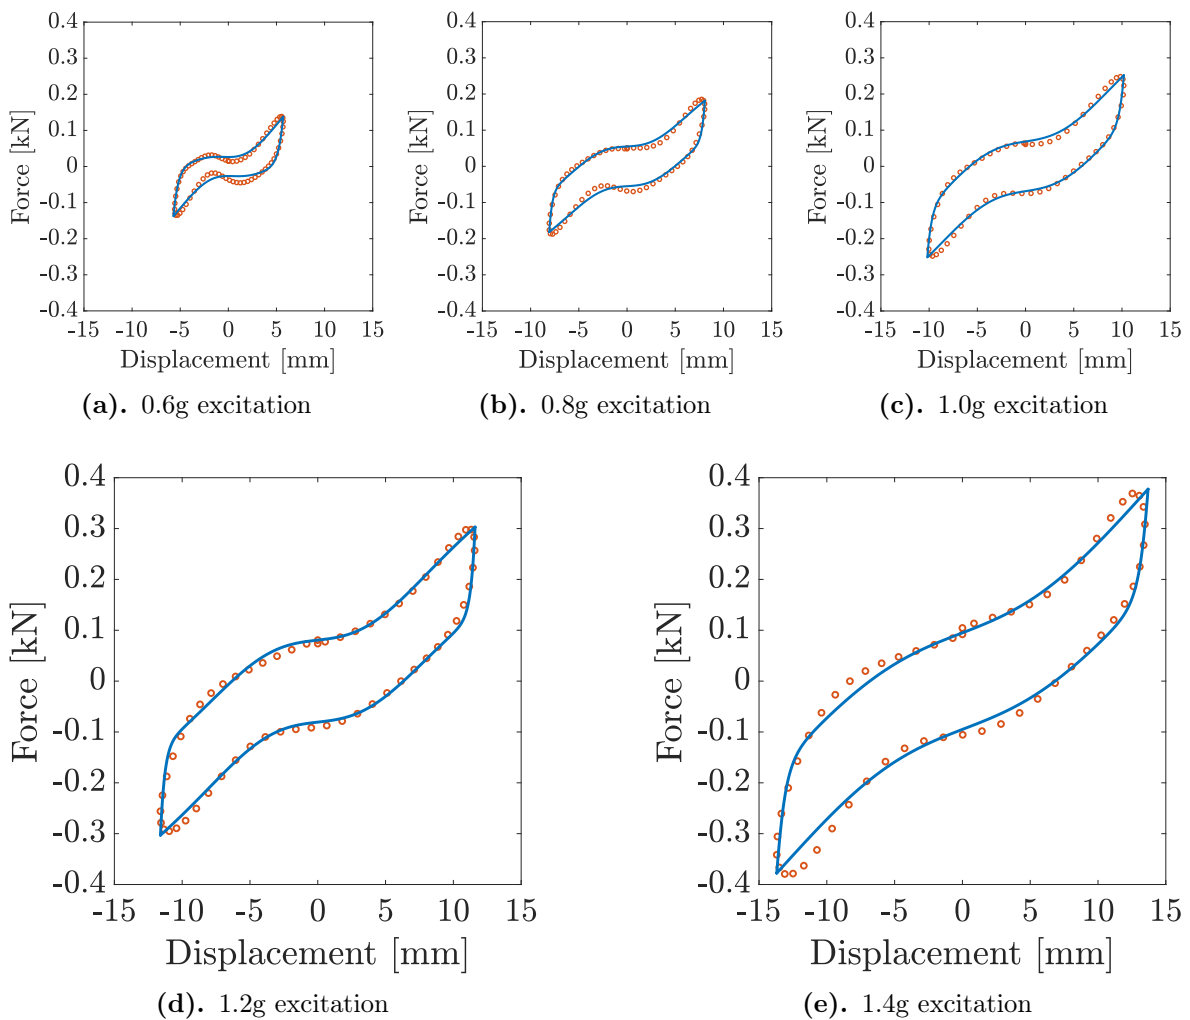 0.4
0.3
0.2
0.1
0
-0.1
-0.2
-0.3
-0.4
Force [kN]
-15 -10 -5 0 5 10 15
Displacement [mm]
(a). 0.6g excitation
0.4
0.3
0.2
0.1
0
-0.1
-0.2
-0.3
-0.4
Force [kN]
-15 -10 -5 0 5 10 15
Displacement [mm]
(b). 0.8g excitation
0.4
0.3
0.2
0.1
0
-0.1
-0.2
-0.3
-0.4
Force [kN]
-15 -10 -5 0 5 10 15
Displacement [mm]
(c). 1.0g excitation
0.4
0.3
0.2
0.1
0
-0.1
-0.2
-0.3
-0.4
Force [kN]
-15 -10 -5 0 5 10 15
Displacement [mm]
(d). 1.2g excitation
0.4
0.3
0.2
0.1
0
-0.1
-0.2
-0.3
-0.4
Force [kN]
-15 -10 -5 0 5 10 15
Displacement [mm]
(e). 1.4g excitation